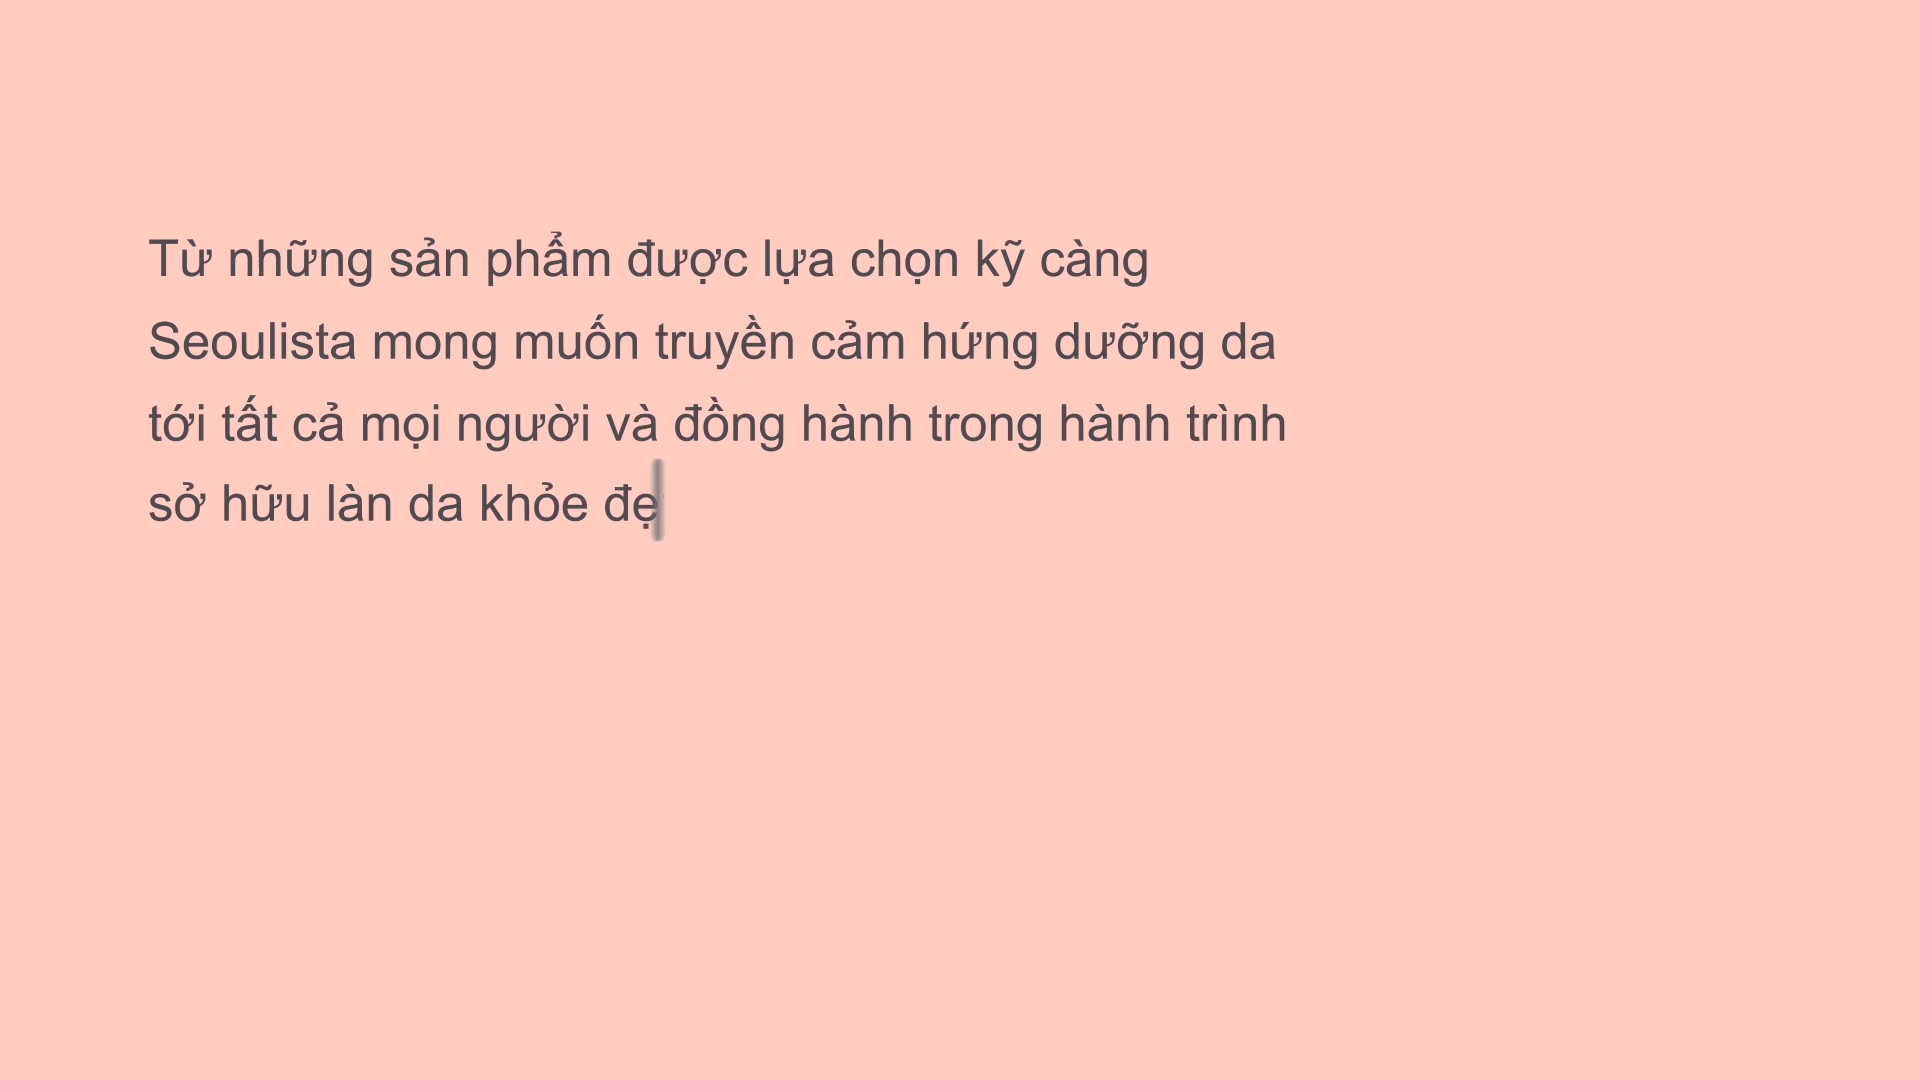 Từ những sản phẩm được lựa chọn kỹ càng
Seoulista mong muốn truyền cảm hứng dưỡng da
tới tất cả mọi người và đồng hành trong hành trình
sở hữu làn da khỏe đẹ